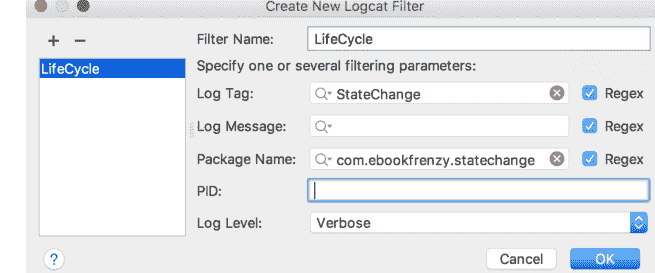 Create New Logcat Filter
+ −
Filter Name: LifeCycle
LifeCycle
Specify one or several filtering parameters:
Log Tag: StateChange Regex
Log Message: Regex
Package Name: com.ebookfrenzy.statechange Regex
PID:
Log Level: Verbose
? Cancel OK